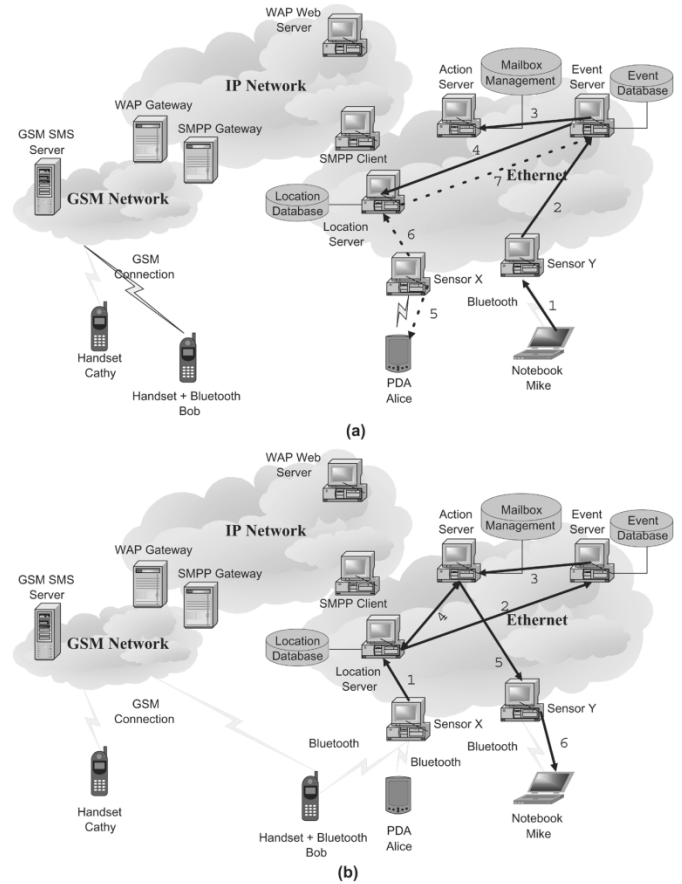 WAP Web
Server
IP Network
WAP Gateway
SMPP Gateway
GSM SMS
Server
GSM Network
SMPP Client
Action
Server
Mailbox
Management
Event
Server
Event
Database
3
4
7
Ethernet
Location
Database
Location
Server
2
6
Sensor X
Sensor Y
GSM
Connection
Bluetooth
1
5
Handset
Cathy
Handset + Bluetooth
Bob
PDA
Alice
Notebook
Mike
(a)
WAP Web
Server
IP Network
WAP Gateway
SMPP Gateway
GSM SMS
Server
GSM Network
SMPP Client
Action
Server
Mailbox
Management
Event
Server
Event
Database
3
2
4
Ethernet
Location
Database
Location
Server
5
1
Sensor X
Sensor Y
GSM
Connection
Bluetooth
Bluetooth
Bluetooth
6
Handset
Cathy
Handset + Bluetooth
Bob
PDA
Alice
Notebook
Mike
(b)